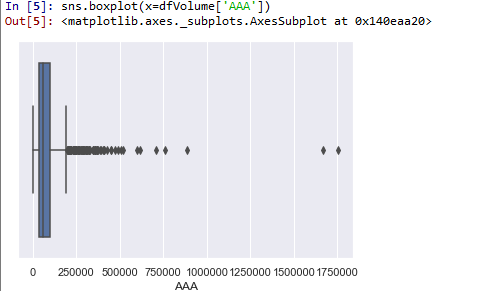 In [5]: sns.boxplot(x=dfVolume['AAA'])
Out[5]: <matplotlib.axes._subplots.AxesSubplot at 0x140eaa20>
0 250000 500000 750000 1000000 1250000 1500000 1750000
AAA